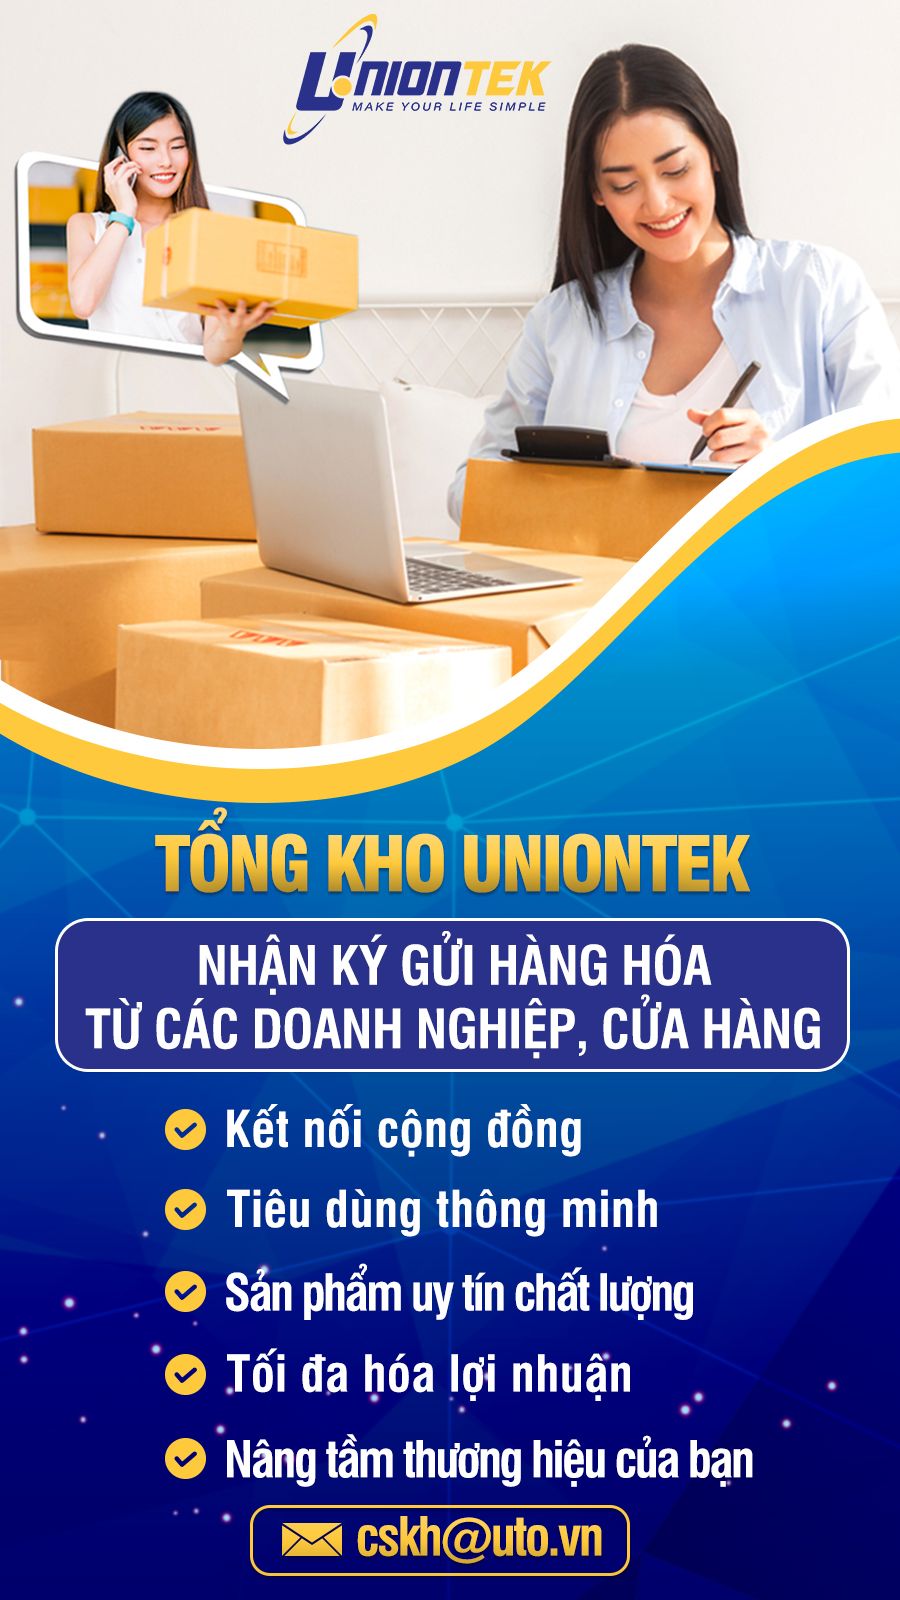 UNIONTEK
MAKE YOUR LIFE SIMPLE
TỔNG KHO UNIONTEK
NHẬN KÝ GỬI HÀNG HÓA
TỪ CÁC DOANH NGHIỆP, CỬA HÀNG
Kết nối cộng đồng
Tiêu dùng thông minh
Sản phẩm uy tín chất lượng
Tối đa hóa lợi nhuận
Nâng tầm thương hiệu của bạn
cskh@uto.vn